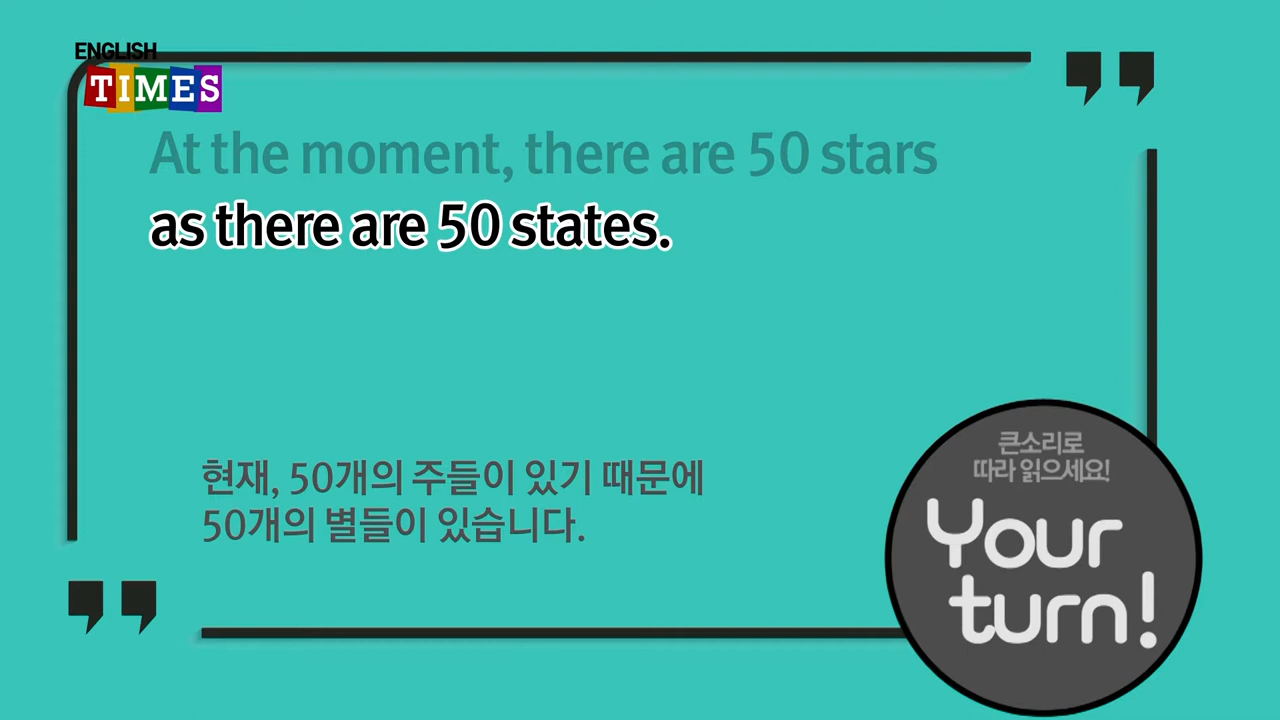 ENGLISH
TIMES
At the moment, there are 50 stars
as there are 50 states.
현재, 50개의 주들이 있기 때문에
50개의 별들이 있습니다.
큰소리로
따라 읽으세요!
Your
turn!